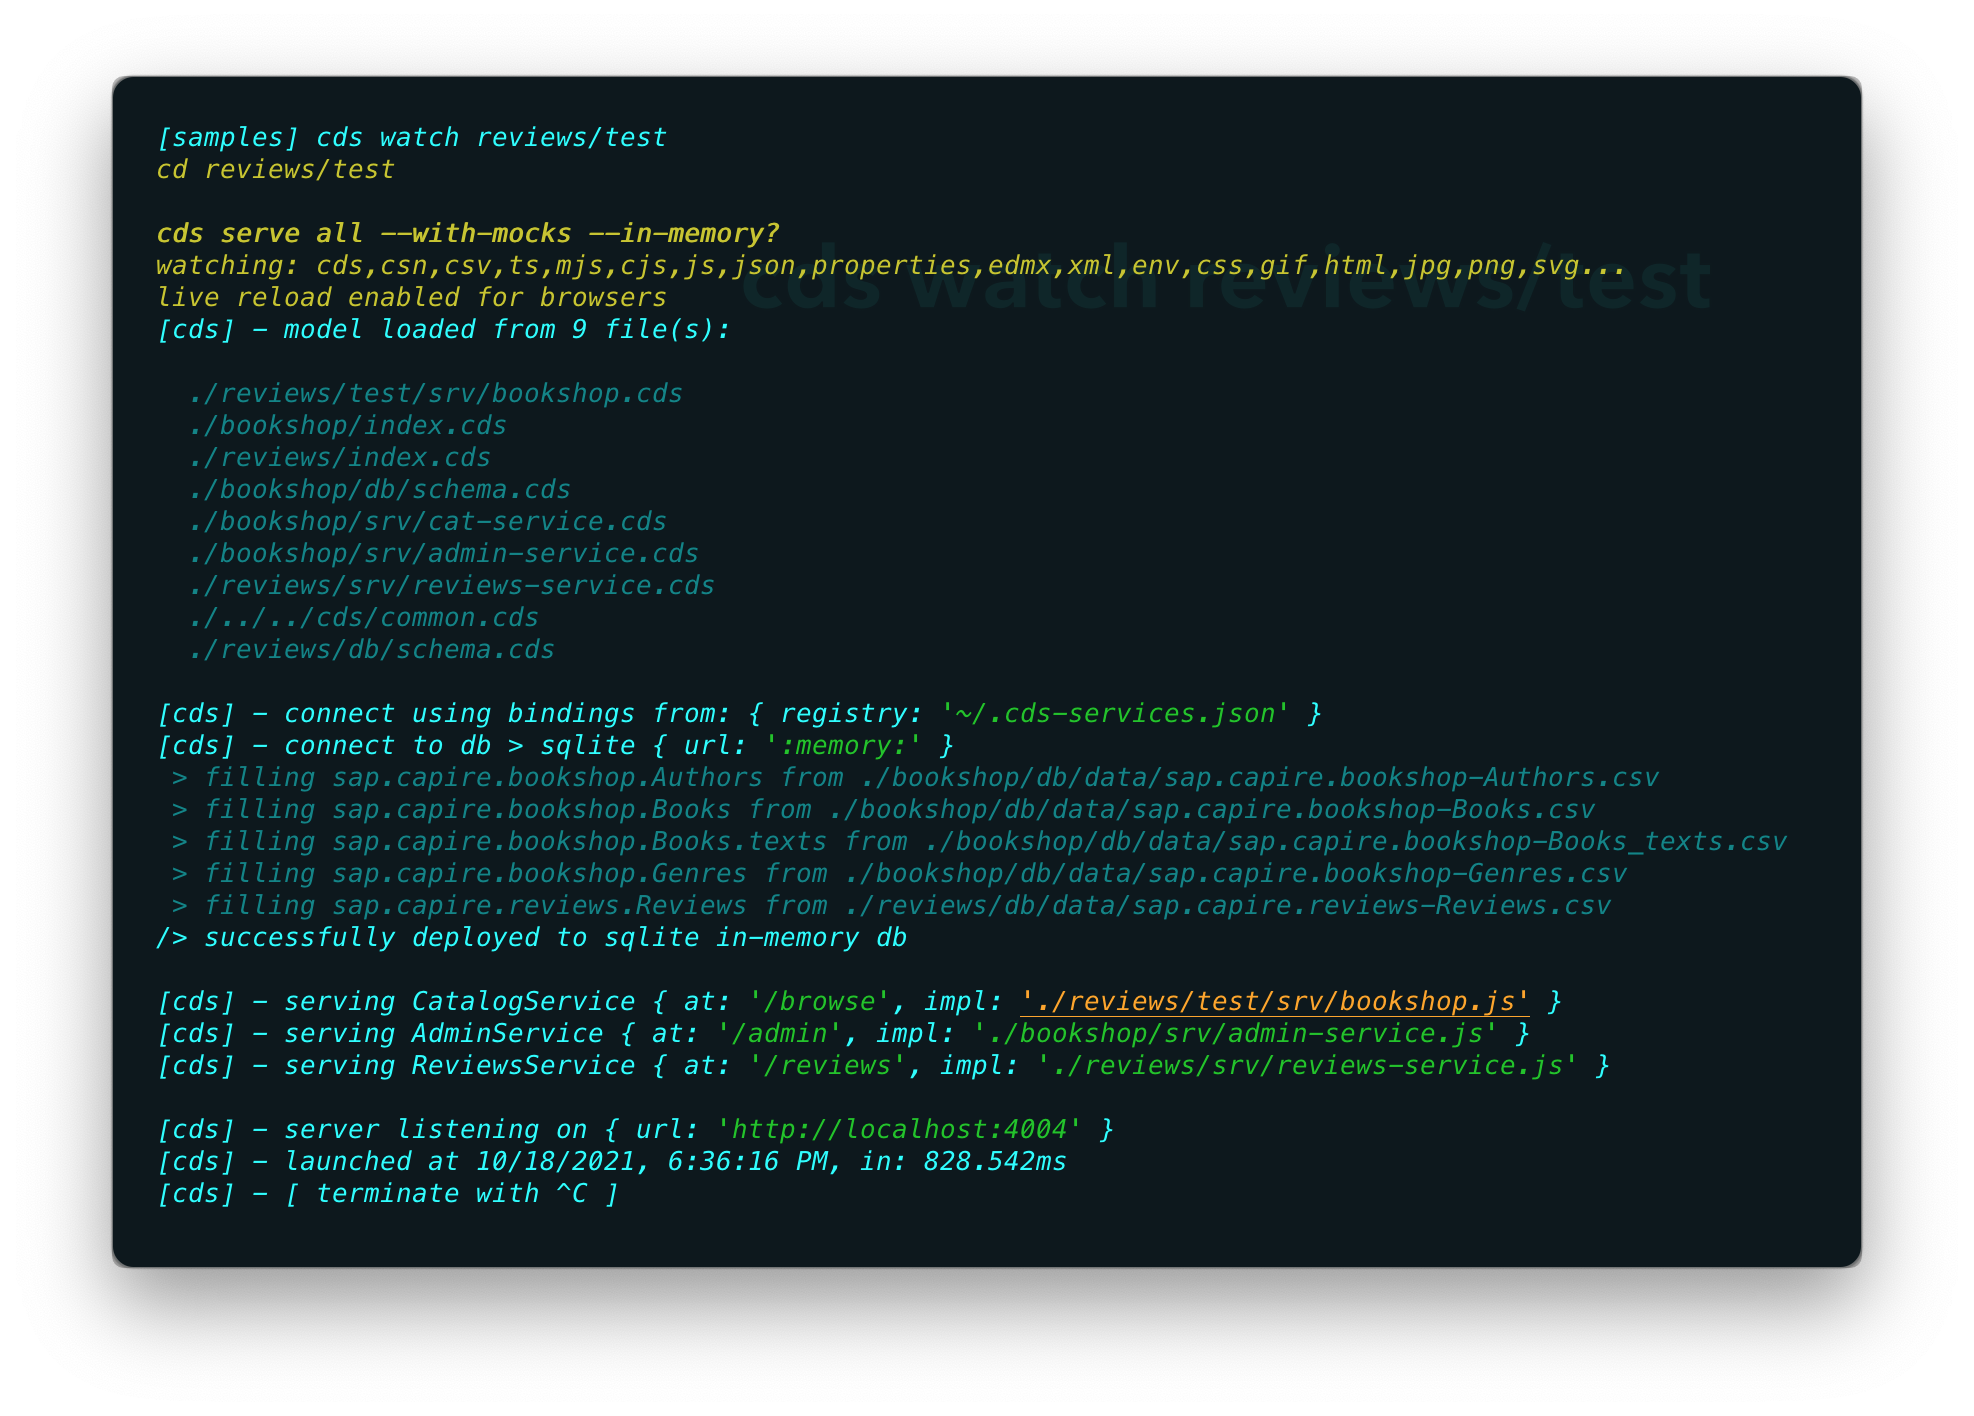 [samples] cds watch reviews/test
cd reviews/test
cds serve all --with-mocks --in-memory?
watching: cds,csn,csv,ts,mjs,cjs,js,json,properties,edmx,xml,env,css,gif,html,jpg,png,svg...
cds watch reviews/test
live reload enabled for browsers
[cds] - model loaded from 9 file(s):
./reviews/test/srv/bookshop.cds
./bookshop/index.cds
./reviews/index.cds
./bookshop/db/schema.cds
./bookshop/srv/cat-service.cds
./bookshop/srv/admin-service.cds
./reviews/srv/reviews-service.cds
./../../cds/common.cds
./reviews/db/schema.cds
[cds] - connect using bindings from: { registry: '~/.cds-services.json' }
[cds] - connect to db > sqlite { url: ':memory:' }
> filling sap.capire.bookshop.Authors from ./bookshop/db/data/sap.capire.bookshop-Authors.csv
> filling sap.capire.bookshop.Books from ./bookshop/db/data/sap.capire.bookshop-Books.csv
> filling sap.capire.bookshop.Books.texts from ./bookshop/db/data/sap.capire.bookshop-Books_texts.csv
> filling sap.capire.bookshop.Genres from ./bookshop/db/data/sap.capire.bookshop-Genres.csv
> filling sap.capire.reviews.Reviews from ./reviews/db/data/sap.capire.reviews-Reviews.csv
/> successfully deployed to sqlite in-memory db
[cds] - serving CatalogService { at: '/browse', impl: './reviews/test/srv/bookshop.js' }
[cds] - serving AdminService { at: '/admin', impl: './bookshop/srv/admin-service.js' }
[cds] - serving ReviewsService { at: '/reviews', impl: './reviews/srv/reviews-service.js' }
[cds] - server listening on { url: 'http://localhost:4004' }
[cds] - launched at 10/18/2021, 6:36:16 PM, in: 828.542ms
[cds] - [ terminate with ^C ]